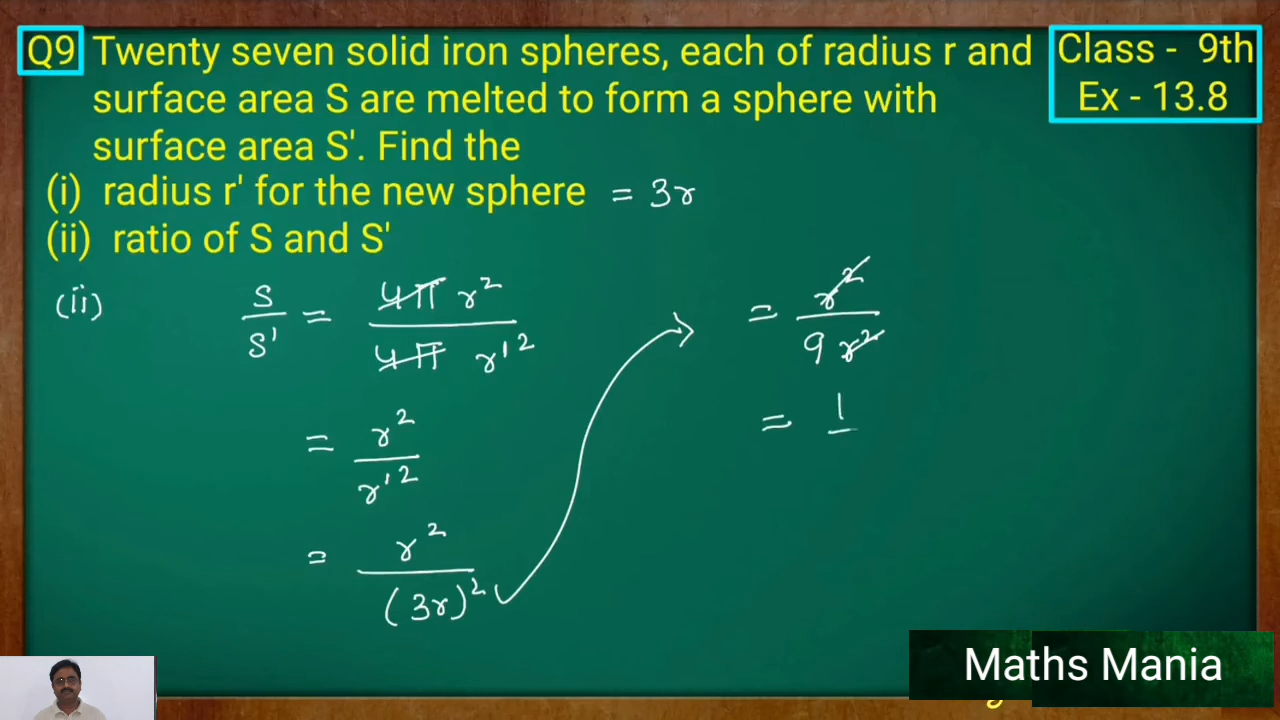 Q9 Twenty seven solid iron spheres, each of radius r and
surface area S are melted to form a sphere with
surface area S'. Find the
(i) radius r' for the new sphere = 3r
(ii) ratio of S and S'
Class - 9th
Ex - 13.8
(ii) S/S' = 4π r²/4π r'²
= r²/r'²
= r²/(3r)²
= r²/9r²
= 1
Maths Mania